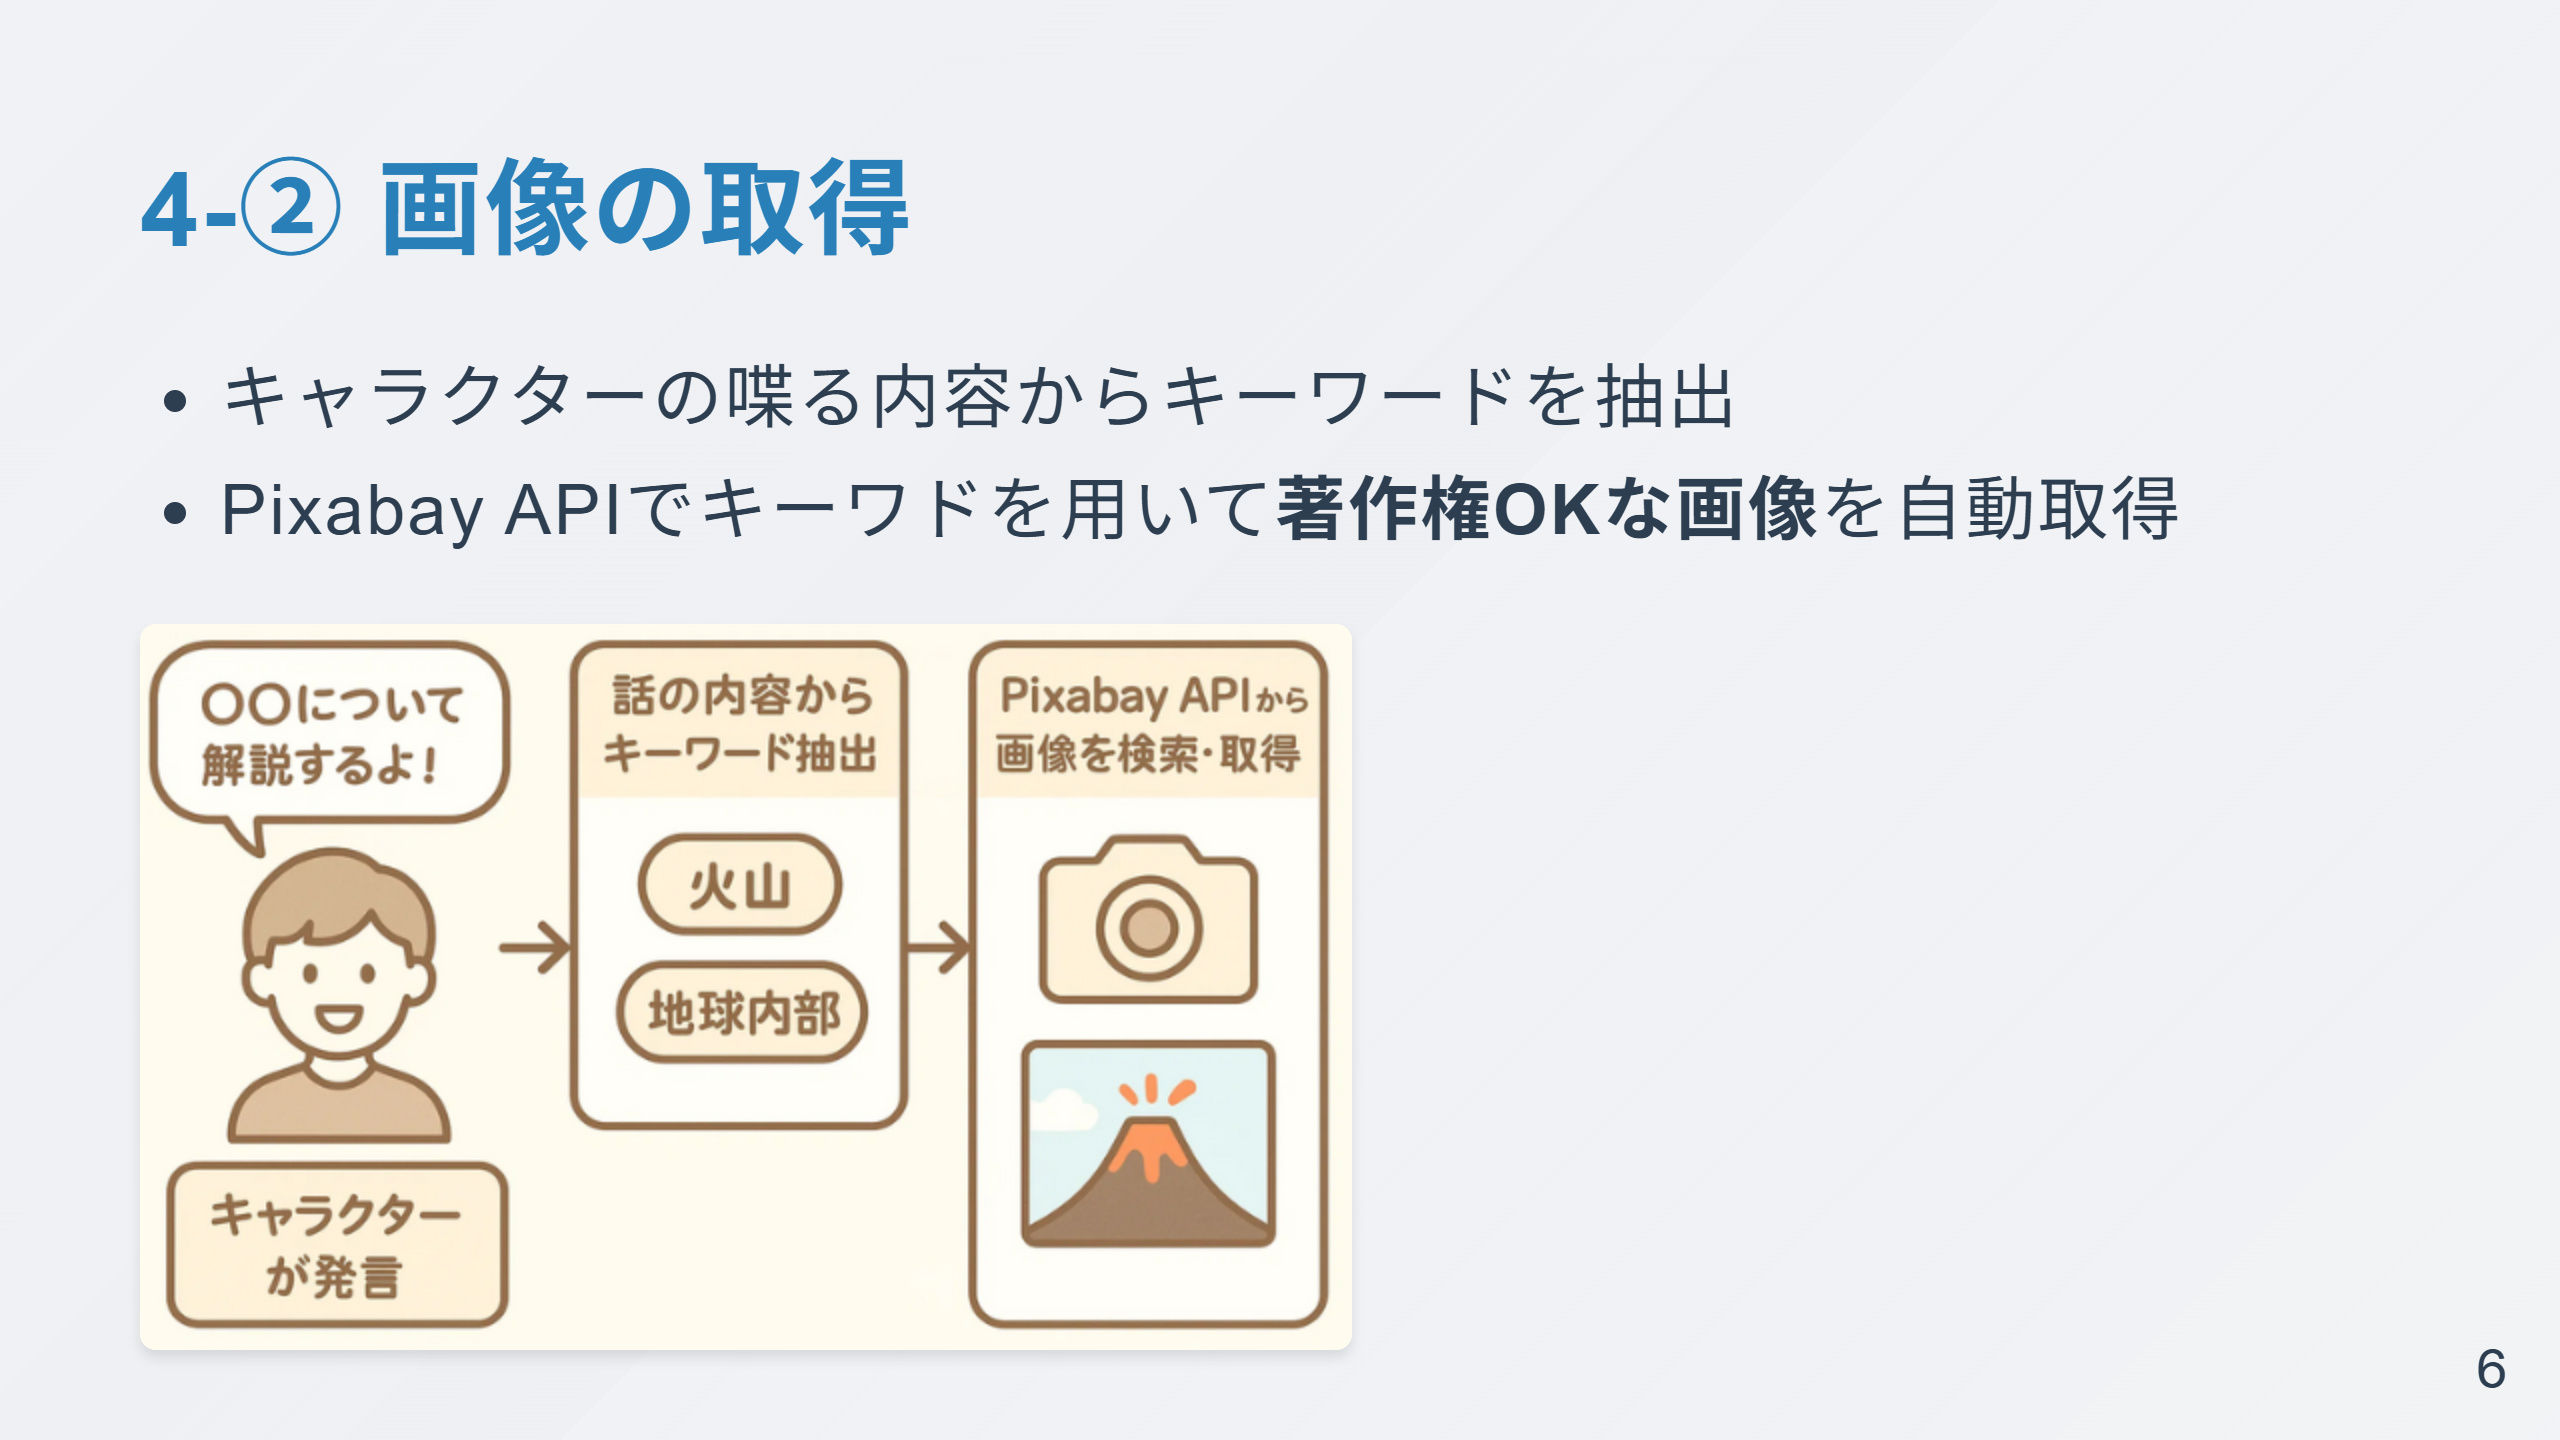 4-② 画像の取得
• キャラクターの喋る内容からキーワードを抽出
• Pixabay APIでキーワドを用いて著作権OKな画像を自動取得
〇〇について
解説するよ！
キャラクター
が発言
話の内容から
キーワード抽出
火山
地球内部
Pixabay APIから
画像を検索・取得
6